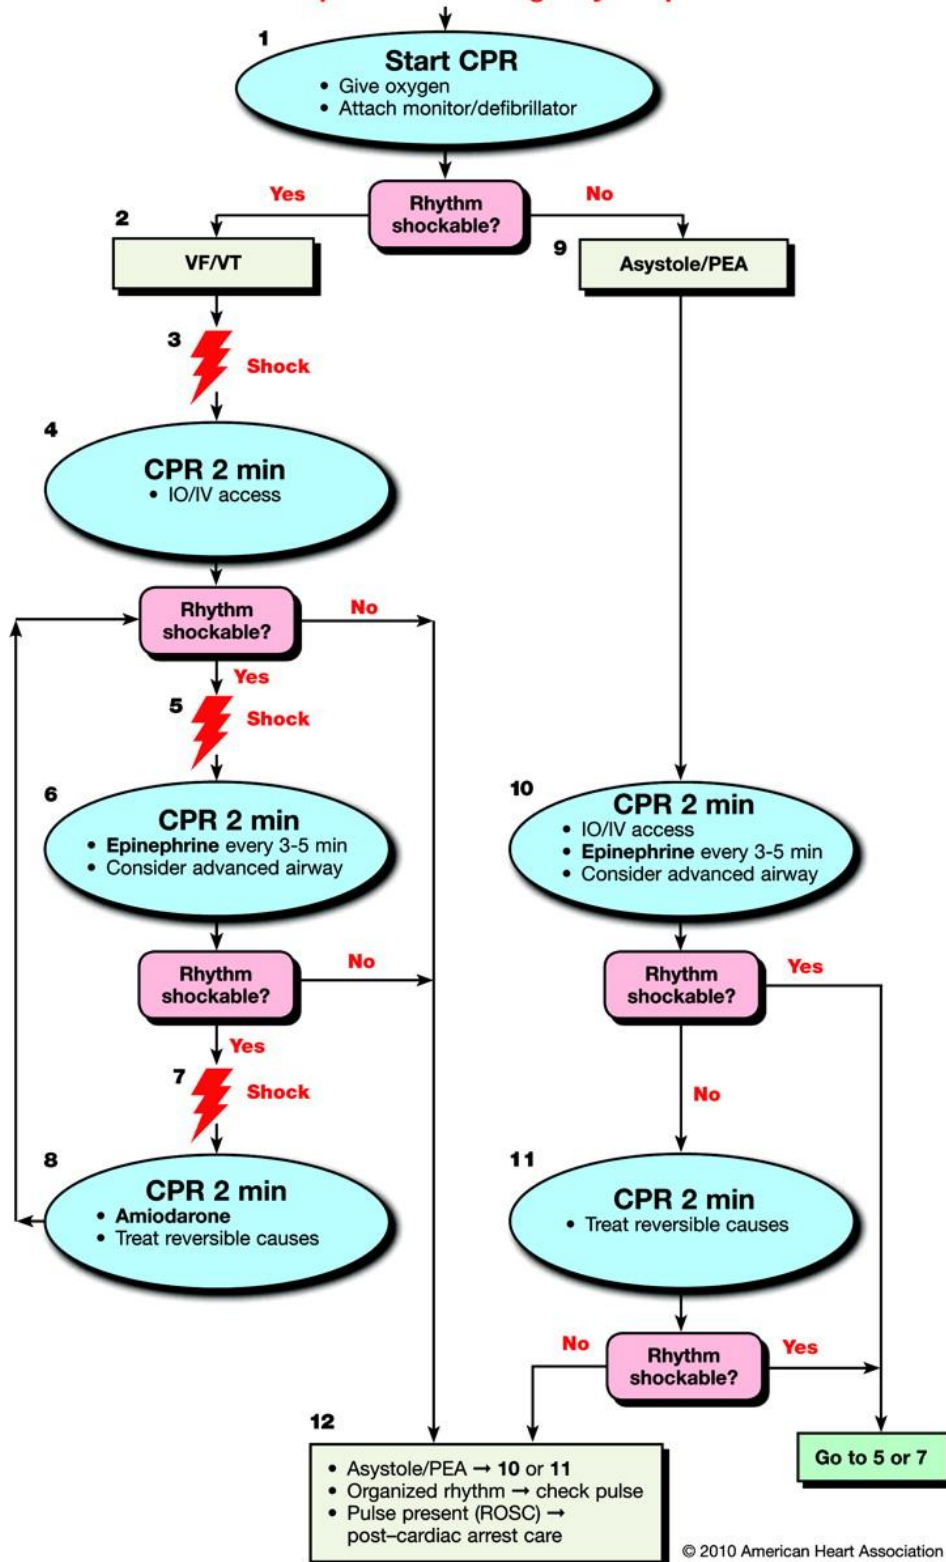 1
Start CPR
• Give oxygen
• Attach monitor/defibrillator
Rhythm
shockable?
Yes
No
2
VF/VT
9
Asystole/PEA
3
Shock
4
CPR 2 min
• IO/IV access
Rhythm
shockable?
No
Yes
5
Shock
6
CPR 2 min
• Epinephrine every 3-5 min
• Consider advanced airway
10
CPR 2 min
• IO/IV access
• Epinephrine every 3-5 min
• Consider advanced airway
Rhythm
shockable?
No
Rhythm
shockable?
Yes
Yes
7
Shock
No
8
CPR 2 min
• Amiodarone
• Treat reversible causes
11
CPR 2 min
• Treat reversible causes
No
Rhythm
shockable?
Yes
12
• Asystole/PEA → 10 or 11
• Organized rhythm → check pulse
• Pulse present (ROSC) →
post–cardiac arrest care
Go to 5 or 7
© 2010 American Heart Association